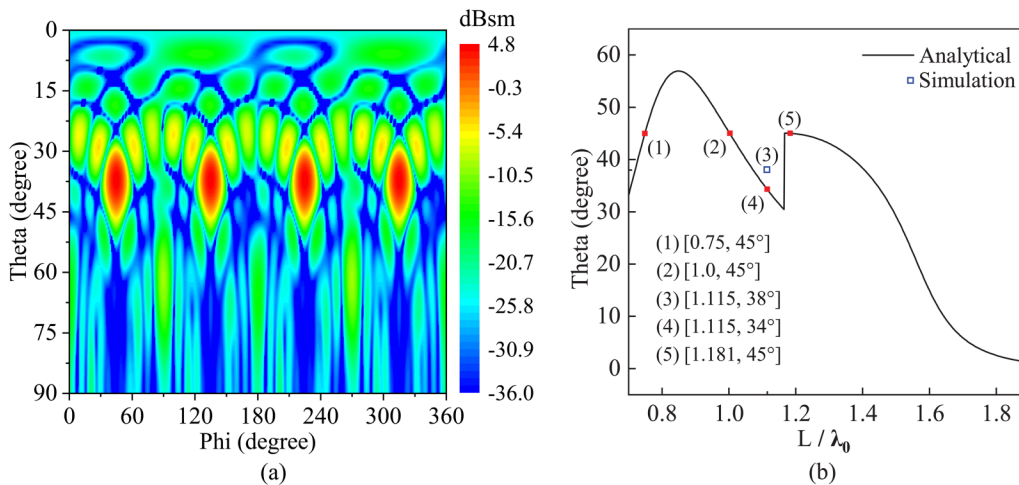 dBsm
0
15
30
45
60
75
90
Theta (degree)
0 60 120 180 240 300 360
Phi (degree)
4.8
-0.3
-5.4
-10.5
-15.6
-20.7
-25.8
-30.9
-36.0
(a)
60
50
40
30
20
10
0
Theta (degree)
Analytical
Simulation
(1)
(2)
(3)
(4)
(5)
(1) [0.75, 45°]
(2) [1.0, 45°]
(3) [1.115, 38°]
(4) [1.115, 34°]
(5) [1.181, 45°]
0.8 1.0 1.2 1.4 1.6 1.8
L / λ0
(b)